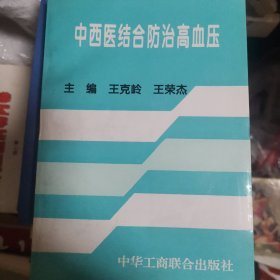 中西医结合防治高血压
主 编 王克岭 王荣杰
中华工商联合出版社